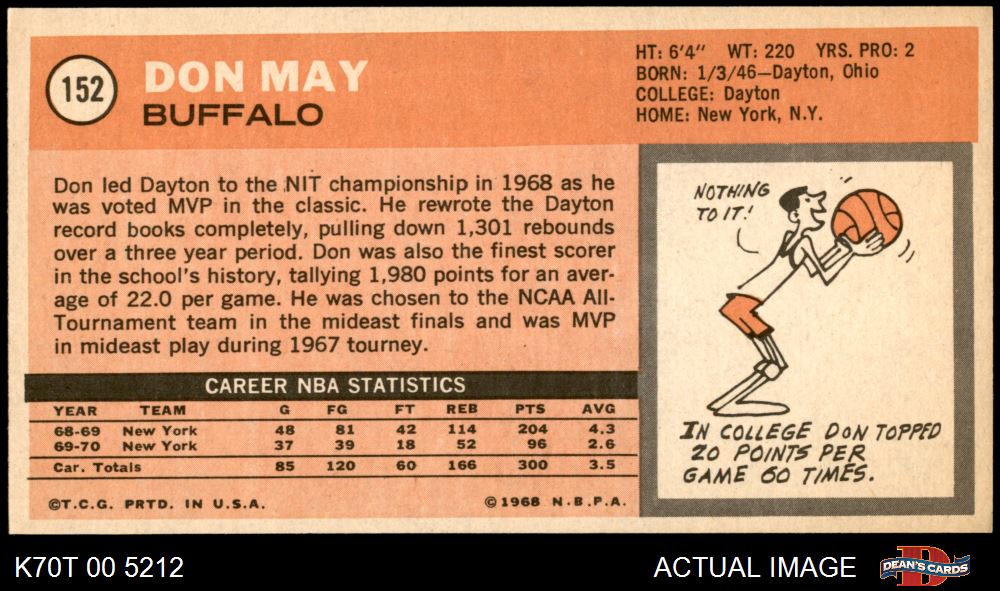 152
DON MAY
BUFFALO
HT: 6'4" WT: 220 YRS. PRO: 2
BORN: 1/3/46—Dayton, Ohio
COLLEGE: Dayton
HOME: New York, N.Y.
Don led Dayton to the NIT championship in 1968 as he
was voted MVP in the classic. He rewrote the Dayton
record books completely, pulling down 1,301 rebounds
over a three year period. Don was also the finest scorer
in the school's history, tallying 1,980 points for an aver-
age of 22.0 per game. He was chosen to the NCAA All-
Tournament team in the mideast finals and was MVP
in mideast play during 1967 tourney.
CAREER NBA STATISTICS
YEAR TEAM G FG FT REB PTS AVG
68-69 New York 48 81 42 114 204 4.3
69-70 New York 37 39 18 52 96 2.6
Car. Totals 85 120 60 166 300 3.5
©T.C.G. PRTD. IN U.S.A. ©1968 N.B.P.A.
NOTHING
TO IT!
IN COLLEGE DON TOPPED
20 POINTS PER
GAME 60 TIMES.
K70T 00 5212 ACTUAL IMAGE
D
DEAN'S CARDS